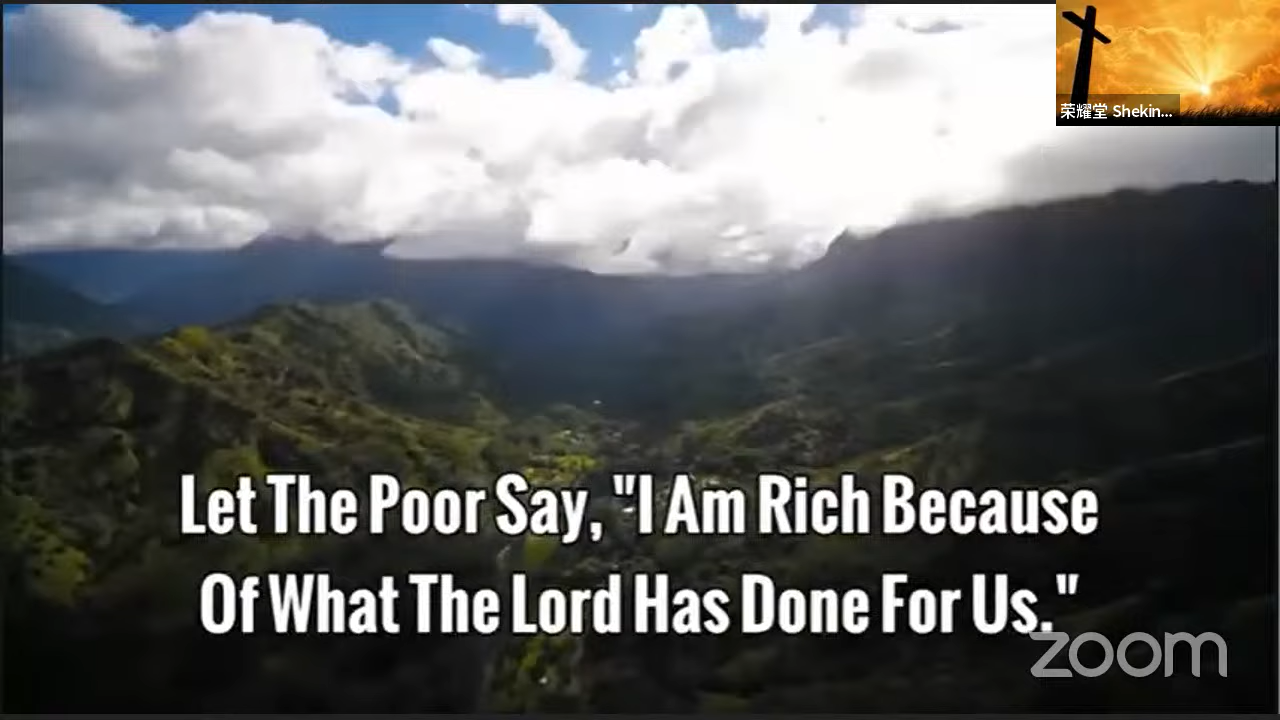 荣耀堂 Shekin...
Let The Poor Say, "I Am Rich Because
Of What The Lord Has Done For Us."
zoom